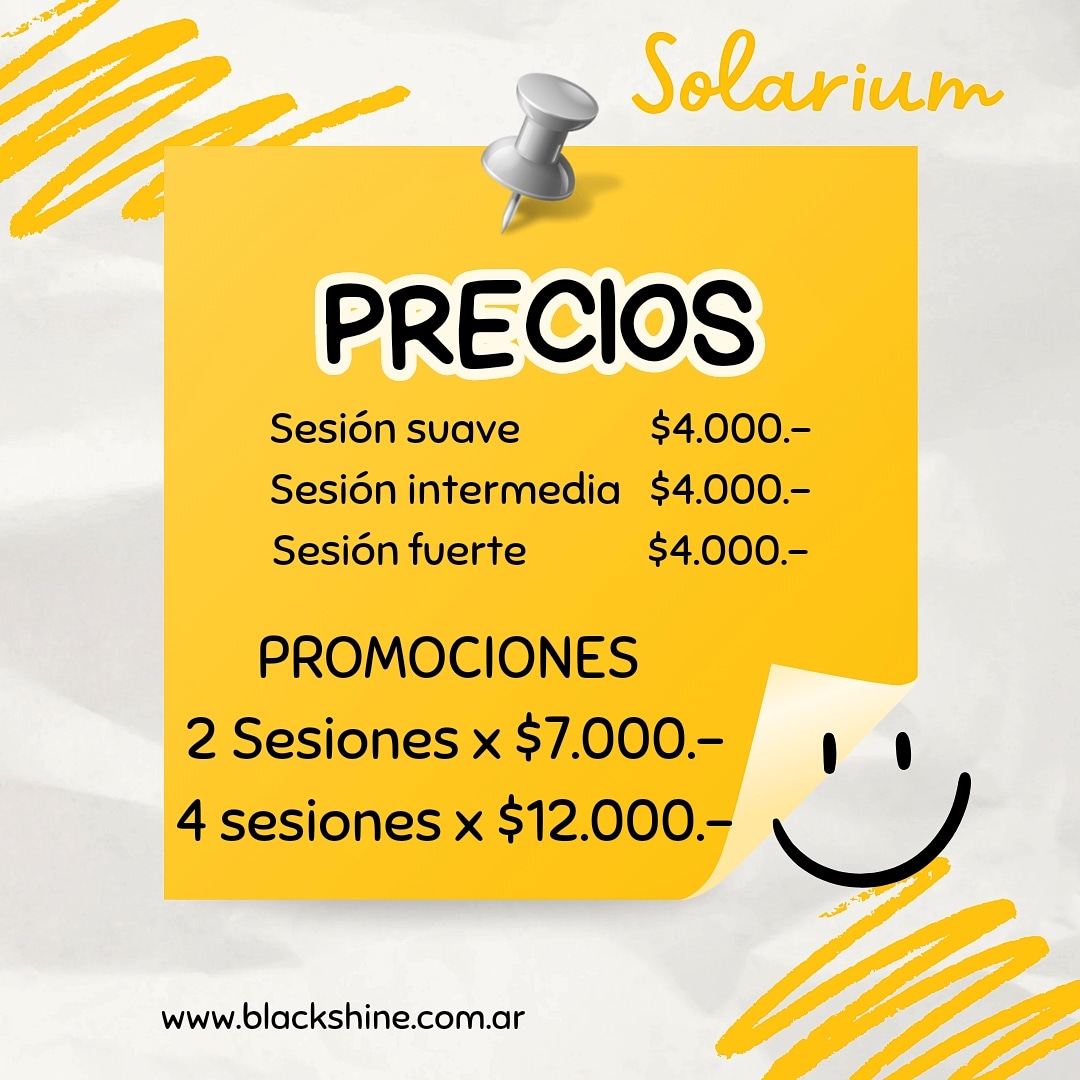 Solarium
PRECIOS
Sesión suave $4.000.-
Sesión intermedia $4.000.-
Sesión fuerte $4.000.-
PROMOCIONES
2 Sesiones x $7.000.-
4 sesiones x $12.000.-
www.blackshine.com.ar